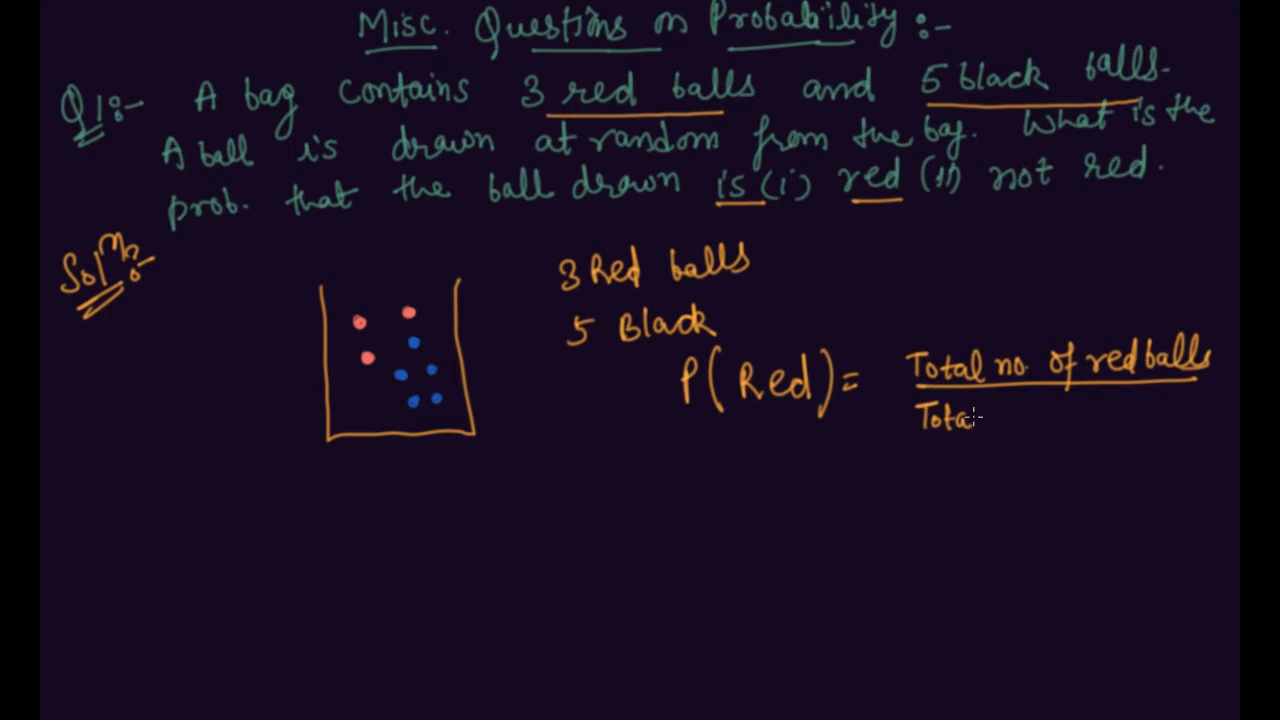 Misc. Questions on Probability :-
Q1:- A bag contains 3 red balls and 5 black balls.
A ball is drawn at random from the bag. What is the
prob. that the ball drawn is (i) red (ii) not red.
Solⁿ:-
3 Red balls
5 Black
P(Red) = Total no. of red balls
Tota